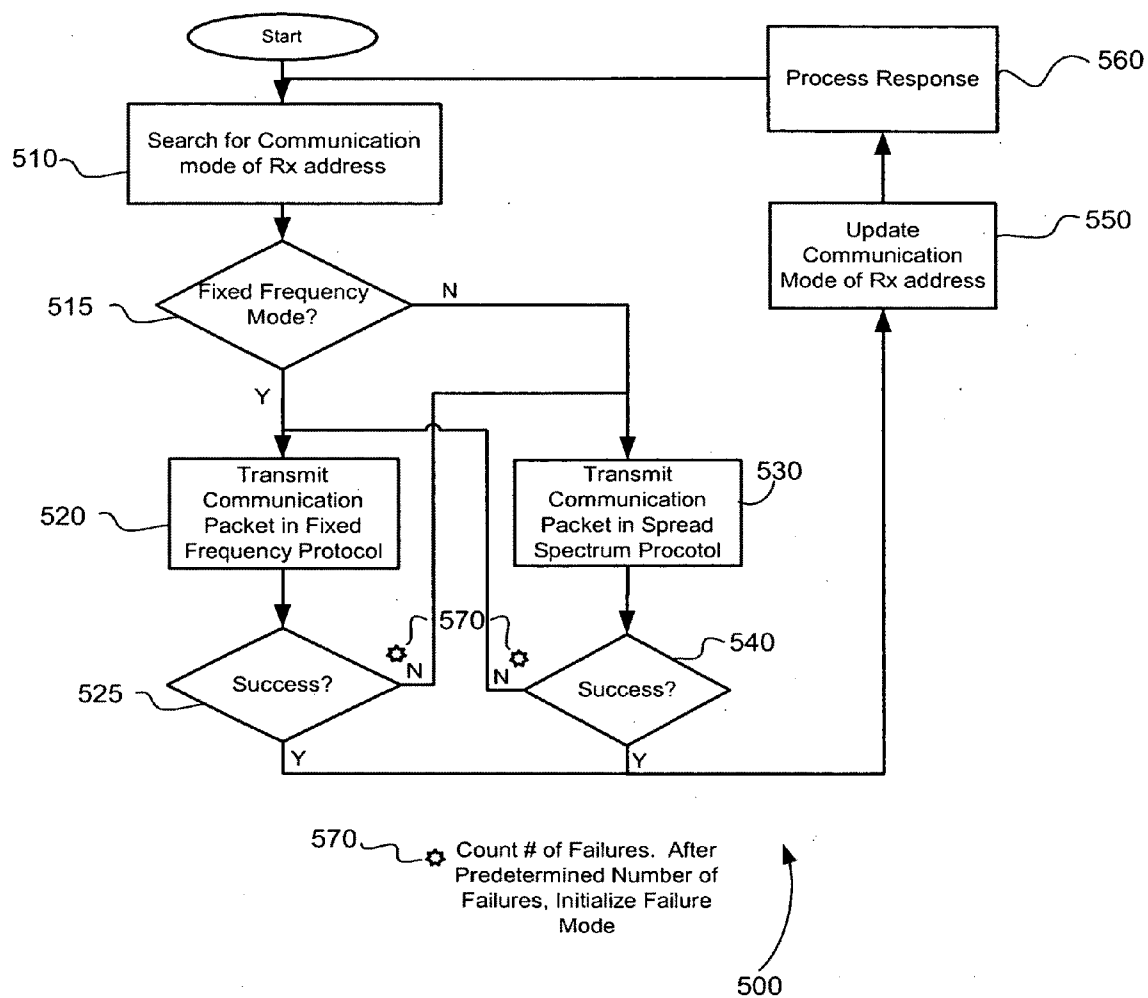 Start
Process Response
560
Search for Communication
mode of Rx address
510
Update
Communication
Mode of Rx address
550
Fixed Frequency
Mode?
515
N
Y
Transmit
Communication
Packet in Fixed
Frequency Protocol
520
Transmit
Communication
Packet in Spread
Spectrum Procotol
530
570
N
N
Success?
525
Success?
540
Y
Y
570
Count # of Failures. After
Predetermined Number of
Failures, Initialize Failure
Mode
500